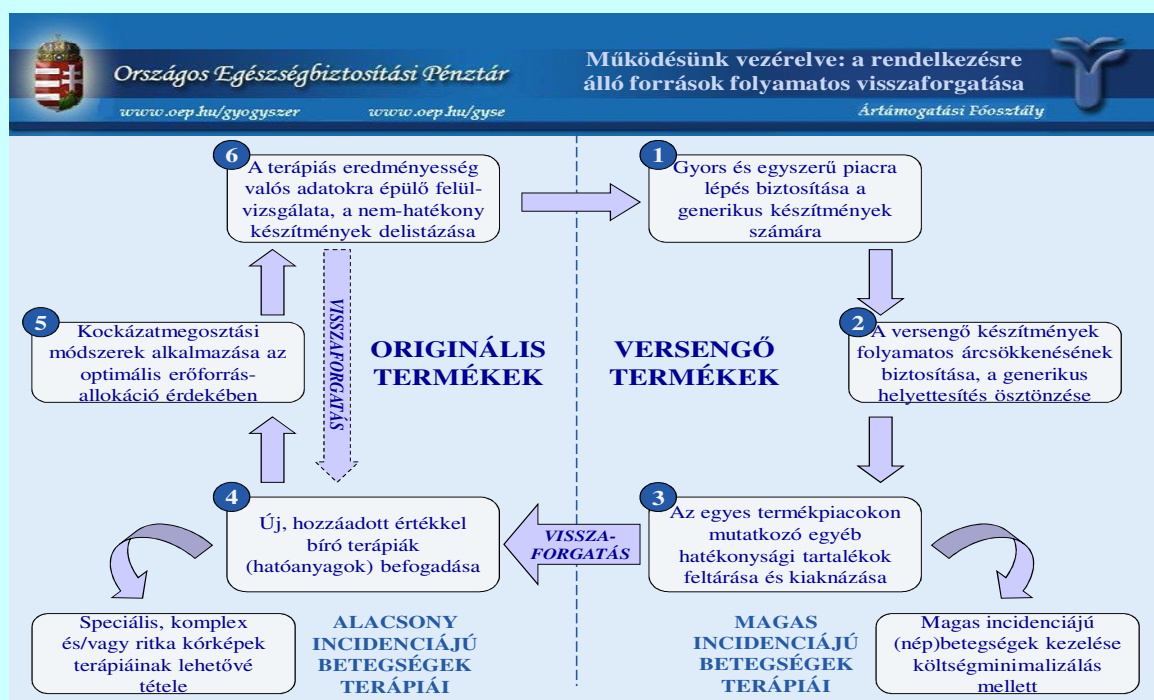 Országos Egészségbiztosítási Pénztár
www.oep.hu/gyogyszer www.oep.hu/gyse
Működésünk vezérelve: a rendelkezésre
álló források folyamatos visszaforgatása
Ártámogatási Főosztály
6
A terápiás eredményesség
valós adatokra épülő felül-
vizsgálata, a nem-hatékony
készítmények delistázása
1
Gyors és egyszerű piacra
lépés biztosítása a
generikus készítmények
számára
5
Kockázatmegosztási
módszerek alkalmazása az
optimális erőforrás-
allokáció érdekében
VISSZAFORGATÁS
ORIGINÁLIS
TERMÉKEK
VERSENGŐ
TERMÉKEK
2
A versengő készítmények
folyamatos árcsökkenésének
biztosítása, a generikus
helyettesítés ösztönzése
4
Új, hozzáadott értékkel
bíró terápiák
(hatóanyagok) befogadása
VISSZA-
FORGATÁS
3
Az egyes termékpiacokon
mutatkozó egyéb
hatékonysági tartalékok
feltárása és kiaknázása
Speciális, komplex
és/vagy ritka kórképek
terápiáinak lehetővé
tétele
ALACSONY
INCIDENCIÁJÚ
BETEGSÉGEK
TERÁPIÁI
MAGAS
INCIDENCIÁJÚ
BETEGSÉGEK
TERÁPIÁI
Magas incidenciájú
(nép)betegségek kezelése
költségminimalizálás
mellett